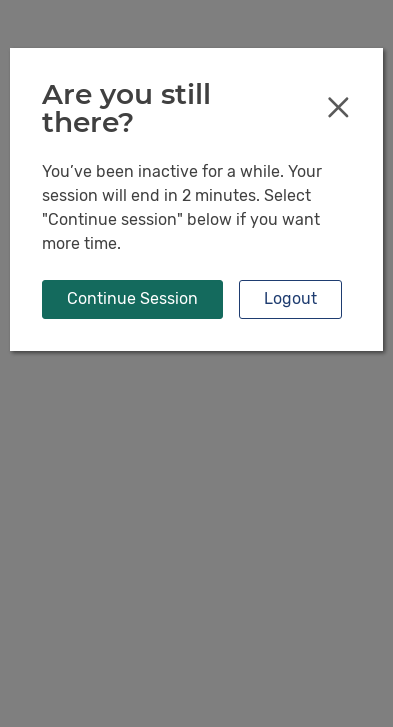 Are you still
there?
You’ve been inactive for a while. Your
session will end in 2 minutes. Select
"Continue session" below if you want
more time.
Continue Session
Logout